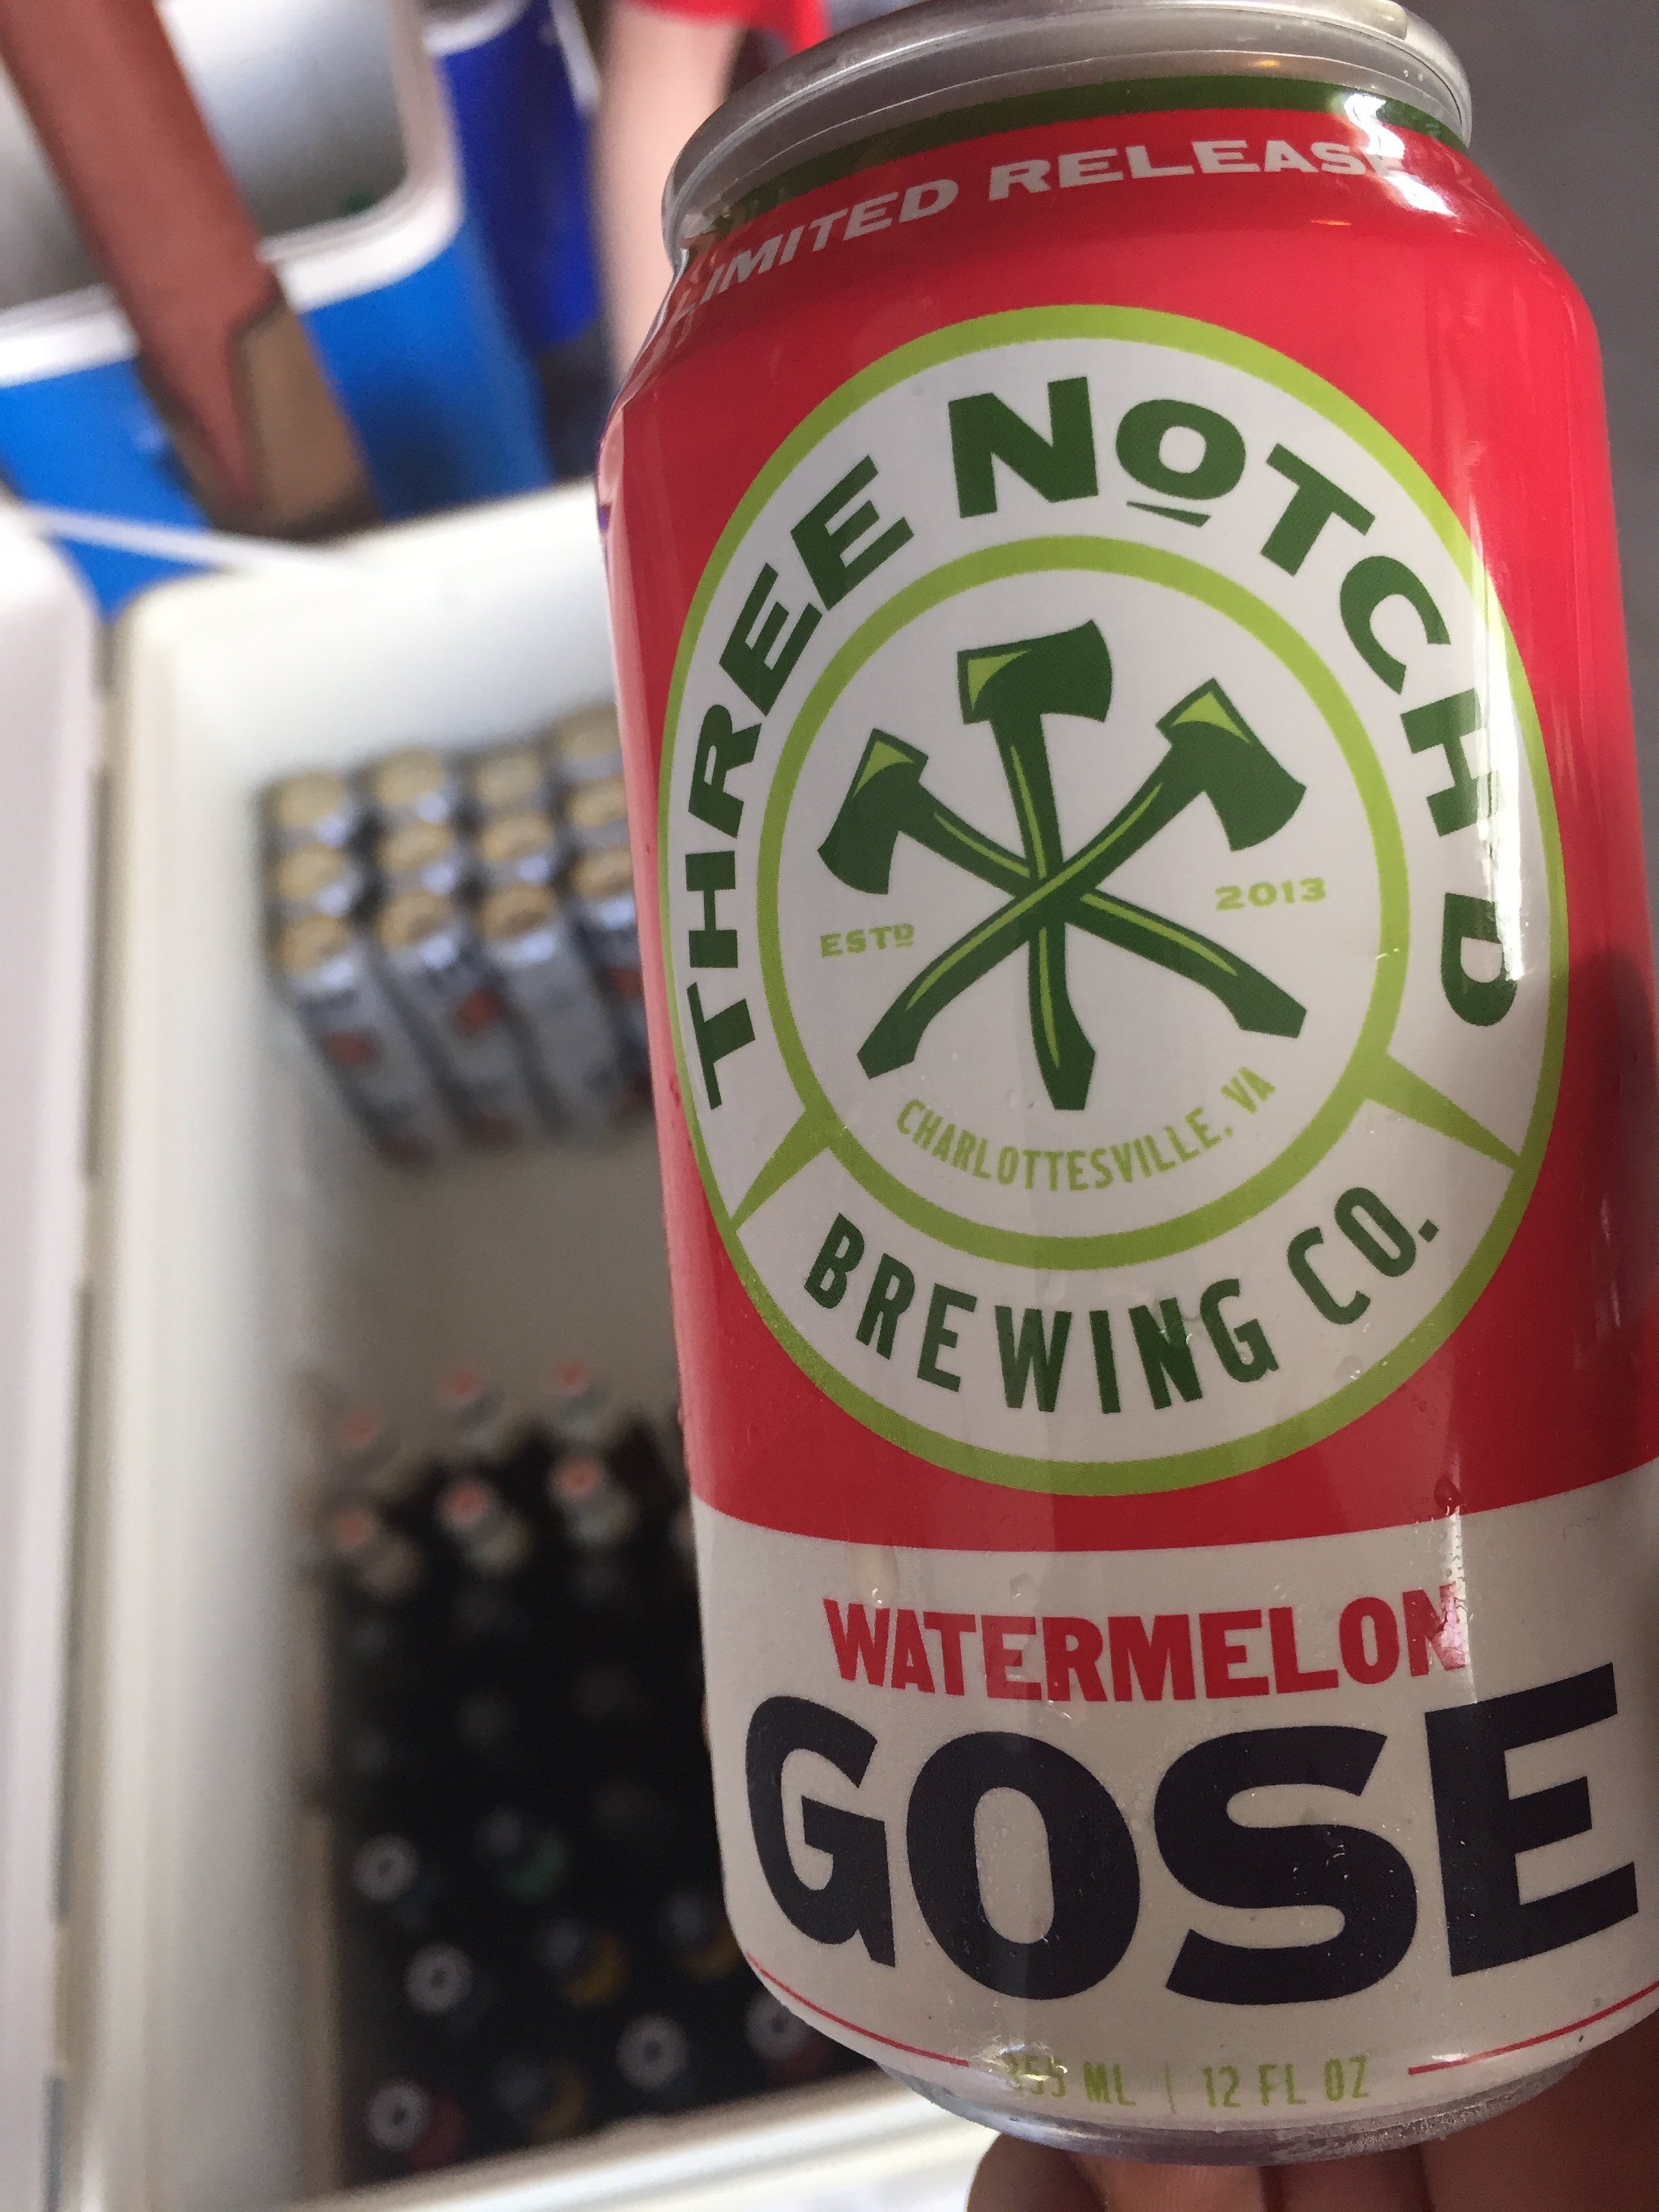 LIMITED RELEASE
THREE NOTCH'D
ESTD 2013
CHARLOTTESVILLE, VA
BREWING CO.
WATERMELON
GOSE
355 ML | 12 FL OZ